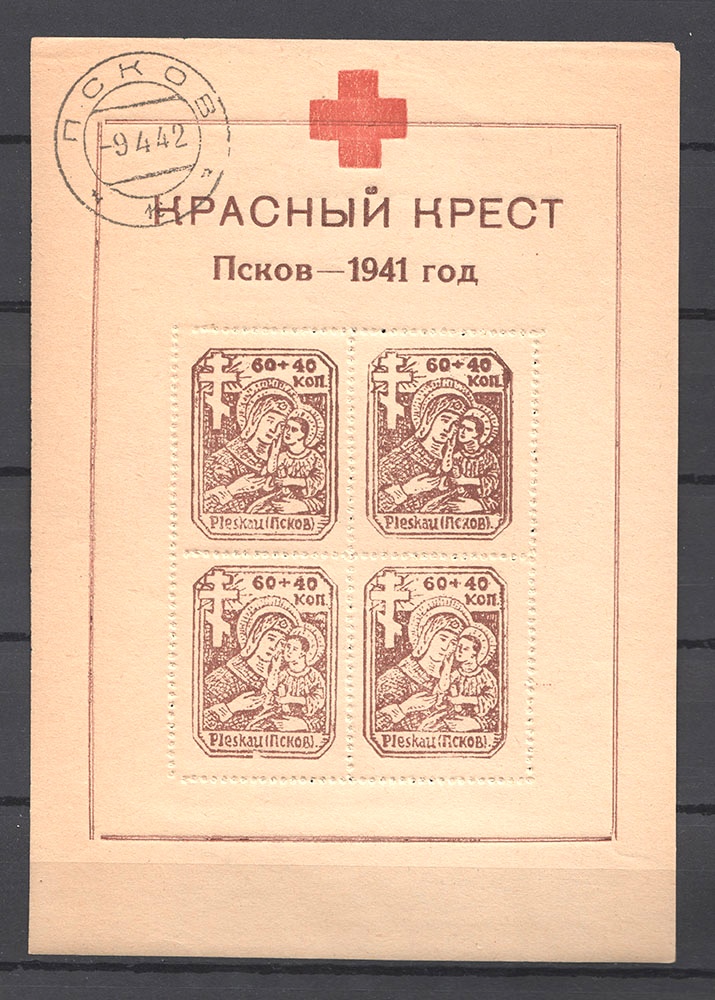 ПСКОВ
-9 4 42
КРАСНЫЙ КРЕСТ
Псков—1941 год
60+40
КОП.
Pleskau(Псков).
60+40
КОП.
Pleskau(Псков).
60+40
КОП.
Pleskau(Псков).
60+40
КОП.
Pleskau(Псков).